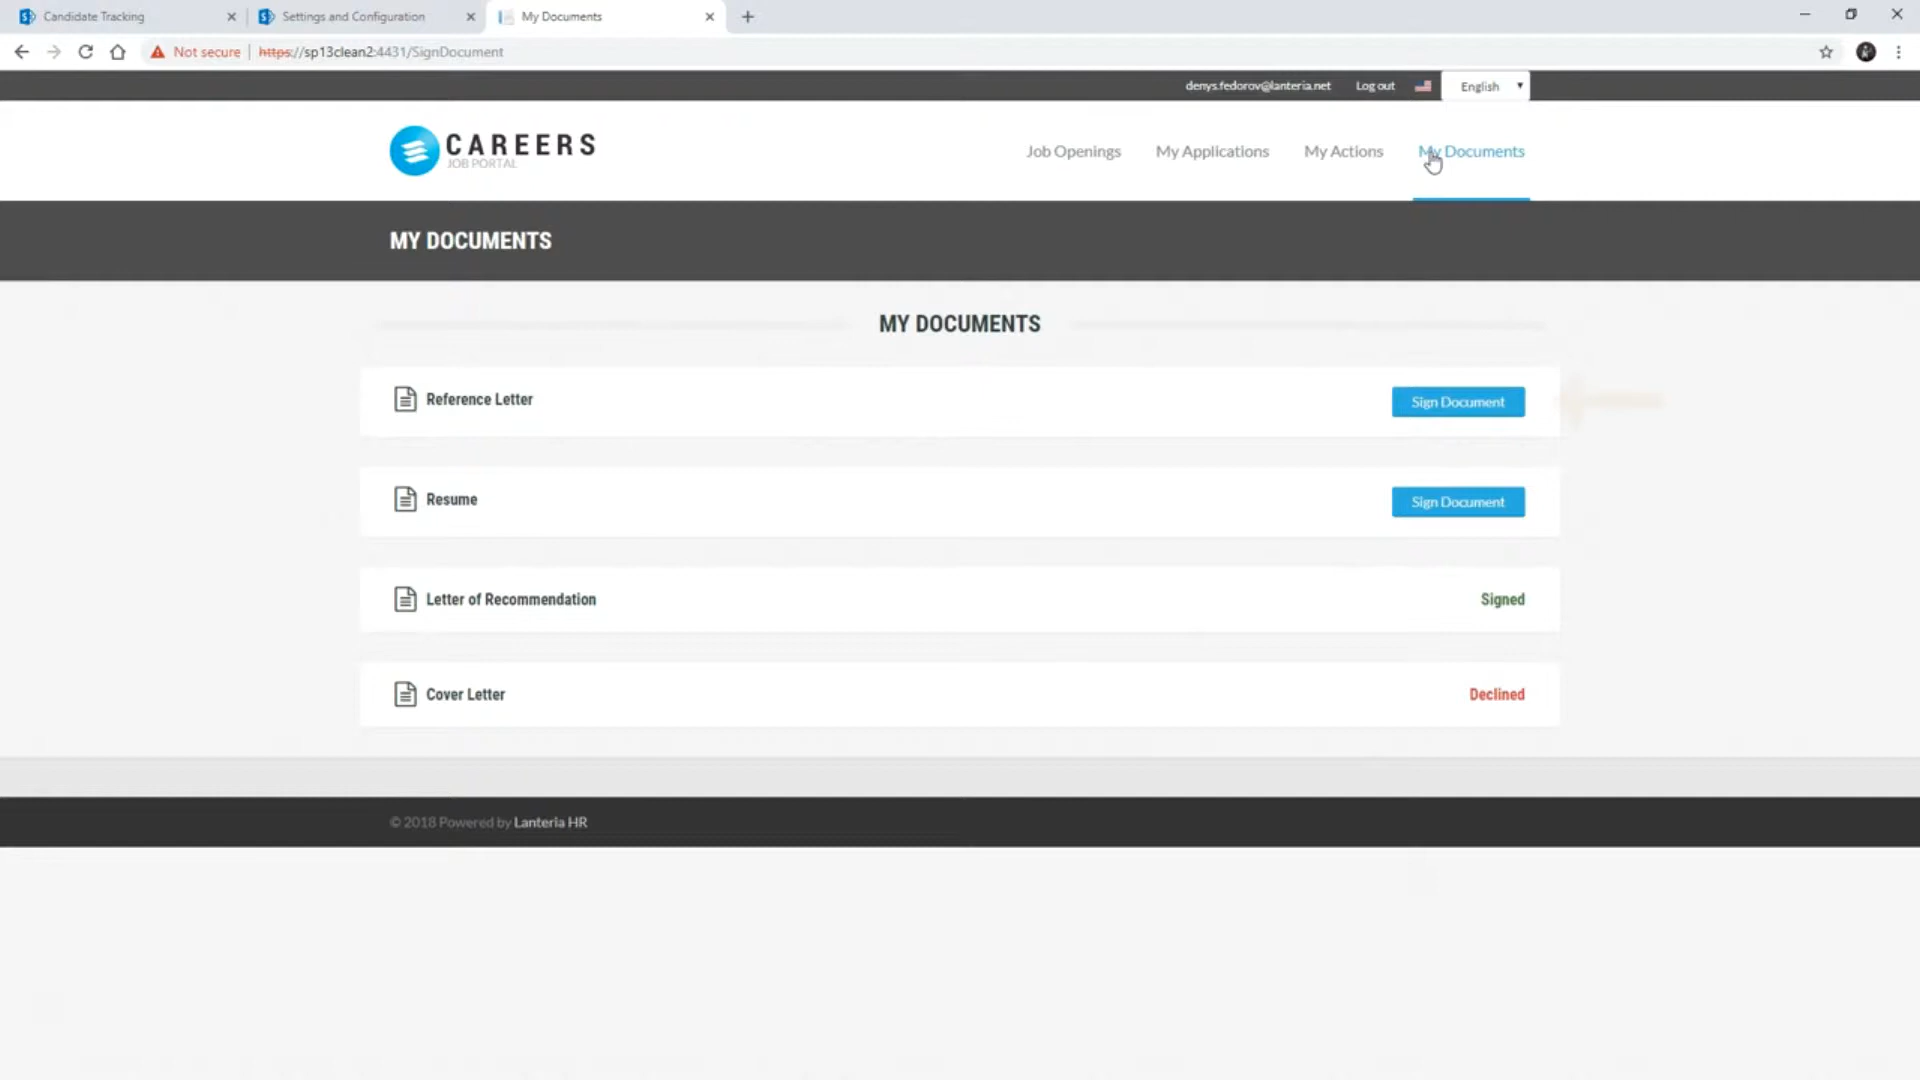 Candidate Tracking
Settings and Configuration
My Documents
Not secure | https://sp13clean2:4431/SignDocument
denys.fedorov@lanteria.net Log out English
CAREERS
JOB PORTAL
Job Openings My Applications My Actions My Documents
MY DOCUMENTS
MY DOCUMENTS
Reference Letter Sign Document
Resume Sign Document
Letter of Recommendation Signed
Cover Letter Declined
© 2018 Powered by Lanteria HR